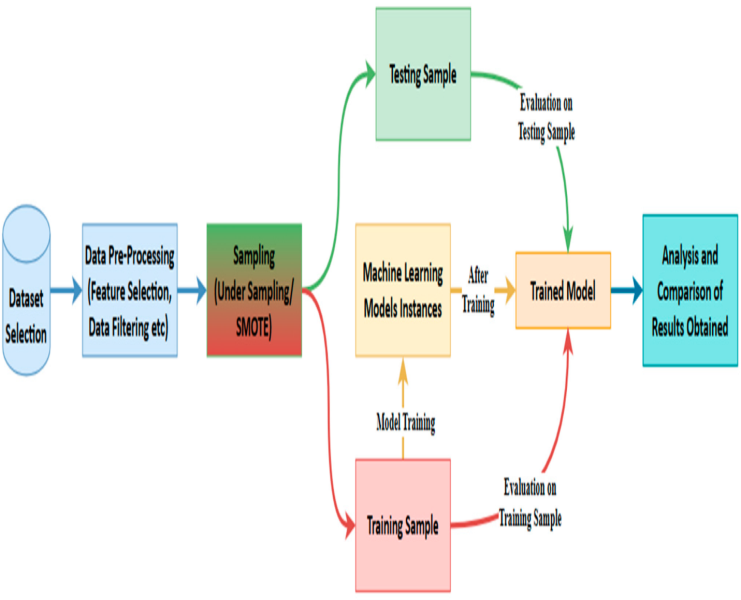 Dataset
Selection
Data Pre-Processing
(Feature Selection,
Data Filtering etc)
Sampling
(Under Sampling/
SMOTE)
Testing Sample
Evaluation on
Testing Sample
Machine Learning
Models Instances
After
Training
Trained Model
Analysis and
Comparison of
Results Obtained
Model Training
Training Sample
Evaluation on
Training Sample